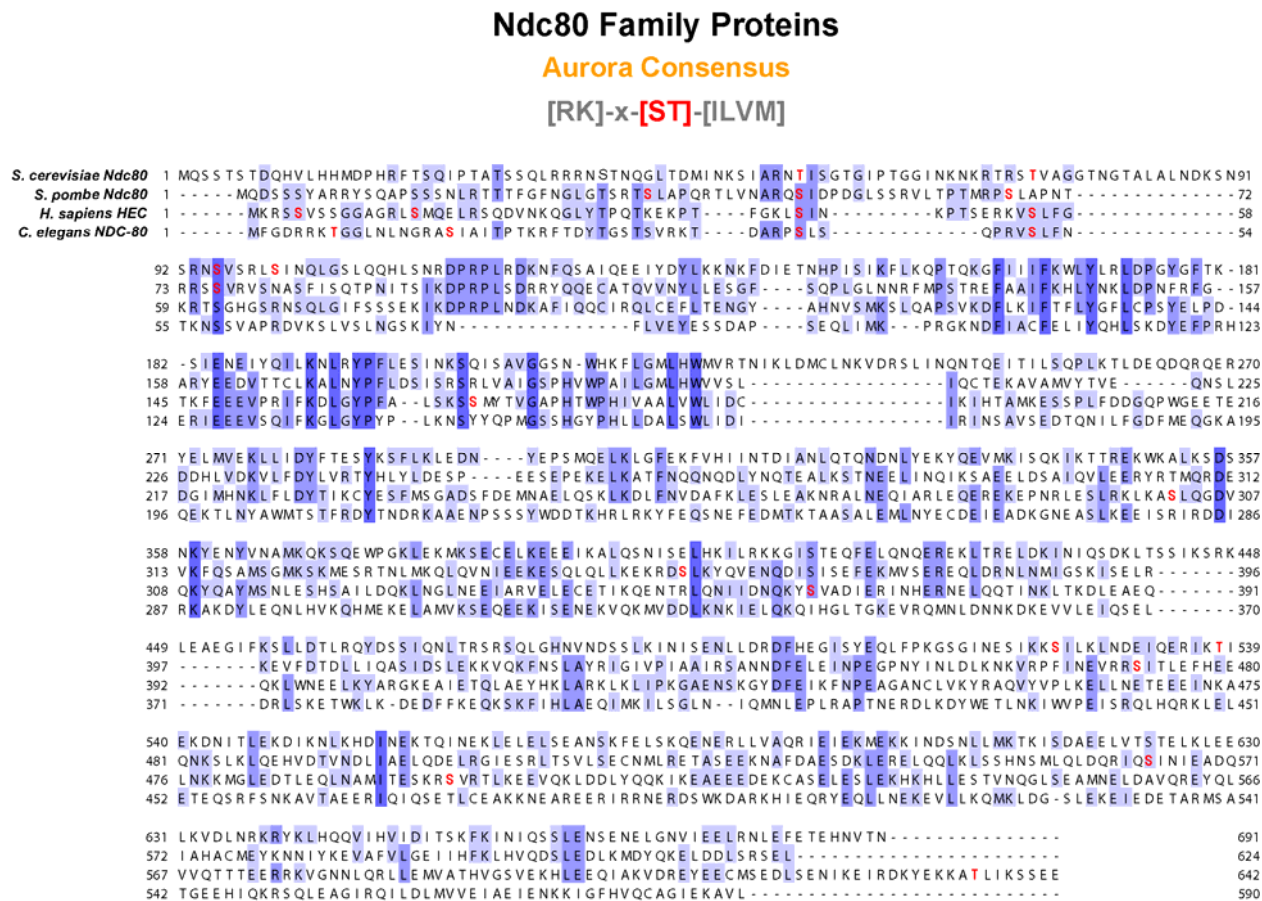 Ndc80 Family Proteins
Aurora Consensus
[RK]-x-[ST]-[ILVM]
S. cerevisiae Ndc80 1 MQSSTSTDQHVLHHMDPHRFTSQIPTATSSQLRRRNSTNQGLTDMINKSIARNTISGTGIPTGGINKNKRTRSTVAGGTNGTALALNDKSN 91
S. pombe Ndc80 1 -----MQDSSSYARRYSQAPSSSNLRTTTFGFNGLGTSRTSLAPQRTLVNARQSIDPDGLSSRVLTPTMRPSLAPNT-------------- 72
H. sapiens HEC 1 -----MKRSSVSSGGAGRLSMQELRSQDVNKQGLYTPQTKEKPT----FGKLSIN--------KPTSERKVSLFG---------------- 58
C. elegans NDC-80 1 -----MFGDRRKTGGLNLNGRASIAITPTKRFTDYTGSTSVRKT----DARPSLS--------QPRVSLFN-------------------- 54
92 SRNSVSRLSINQLGSLQQHLSNRDPRPLRDKNFQSAIQEEIYDYLKKNKFDIETNHPISIKFLKQPTQKGFIIIFKWLYLRLDPGYGFTK- 181
73 RRSSVRVSNASFISQTPNITSIKDPRPLSDRRYQQECATQVVNYLLESGF----SQPLGLNNRFMPSTREFAAIFKHLYNKLDPNFRFG-- 157
59 KRTSGHGSRNSQLGIFSSSEKIKDPRPLNDKAFIQQCIRQLCEFLTENGY----AHNVSMKSLQAPSVKDFLKIFTFLYGFLCPSYELPD- 144
55 TKNSSVAPRDVKSLVSLNGSKIYN---------------FLVEYESSDAP----SEQLIMK---PRGKNDFIACFELIYQHLSKDYEFPRH 123
182 -SIENEIYQILKNLRYPFLESINKSQISAVGGSN-WHKFLGMLHWMVRTNIKLDMCLNKVDRSLINQNTQEITILSQPLKTLDEQDQRQER 270
158 ARYEEDVTTCLKALNYPFLDSISRSRLVAIGSPHVWPAILGMLHWVVSL-----------------IQCTEKAVAMVYTVE------QNSL 225
145 TKFEEEVPRIFKDLGYPFA--LSKSSMYTVGAPHTWPHIVAALVWLIDC-----------------IKIHTAMKESSPLFDDGQPWGEETE 216
124 ERIEEEVSQIFKGLGYPYP--LKNSYYQPMGSSHGYPHLLDALSWLIDI-----------------IRINSAVSEDTQNILFGDFMEQGKA 195
271 YELMVEKLLIDYFTESYKSFLKLEDN---YEPSMQELKLGFEKFVHIINTDIANLQTQNDNLYEKYQEVMKISQKIKTTREKWKALKSDS 357
226 DDHLVDKVLFDYLVRTYHLYLDESP----EESEPEKELKATFNQQNQDLYNQTEALKSTNEELINQIKSAEELDSAIQVLEERYRTMQRDE 312
217 DGIMHNKLFLDYTIKCYESFMSGADSFDEMNAELQSKLKDLFNVDAFKLESLEAKNRALNEQIARLEQEREKEPNRLESLRKLKASLQGDV 307
196 QEKTLNYAWMTSTFRDYTNDRKAAENPSSSYWDDTKHRLRKYFEQSNEFEDMTKTAASALEMLNYECDEIEADKGNEASLKEEISRIRDDI 286
358 NKYENYVNAMKQKSQEWPGKLEKMKSECELKEEEIKALQSNISELHKILRKKGISTEQFELQNQEREKLTRELDKINIQSDKLTSSIKSRK 448
313 VKFQSAMSGMKSKMESRTNLMKQLQVNIEEKESQLQLLKEKRDSLKYQVENQDISISEFEKMVSEREQLDRNLNMIGSKISELR------- 396
308 QKYQAYMSNLESHSAILDQKLNGLNEEIARVELECETIKQENTRLQNIIDNQKYSVADIERINHERNELQQTINKLTKDLEAEQ------- 391
287 RKAKDYLEQNLHVKQHMEKELAMVKSEQEEKISENEKVQKMVDDLKNKIELQKQIHGLTGKEVRQMNLDNNKDKEVVLEIQSEL------- 370
449 LEAEGIFKSLLDTLRQYDSSIQNLTRSRSQLGHNVNDSSLKINISENLLDRDFHEGISYEQLFPKGSGINESIKKSILKLNDEIQERIKTI 539
397 -------KEVFDTDLLIQASIDSLEKKVQKFNSLAYRIGIVPIAAIRSANNDFELEINPEGPNYINLDLKNKVRPFINEVRRSITLEFHEE 480
392 -------QKLWNEELKYARGKEAIETQLAEYHKLARKLKLIPKGAENSKGYDFEIKFNPEAGANCLVKYRAQVYVPLKELLNETEEEINKA 475
371 -------DRLSKETWKLK-DEDFFKEQKSKFIHLAEQIMKILSGLN--IQMNLEPLRAPTNERDLKDYWETLNKIWVPEISRQLHQRKLEL 451
540 EKDNITLEKDIKNLKHDINEKTQINEKLELELSEANSKFELSKQENERLLVAQRIEIEKMEKKINDSNLLMKTKISDAEELVTSTELKLEE 630
481 QNKSLKLQEHVDTVNDLIAELQDELRGIESRLTSVLSECNMLRETASEEKNAFDAESDKLERELQQLKLSSHNSMLQLDQRIQSINIEADQ 571
476 LNKKMGLEDTLEQLNAMITESKRSVRTLKEEVQKLDDLYQQKIKEAEEEDEKCASELESLEKHKHLLESTVNQGLSEAMNELDAVQREYQL 566
452 ETEQSRFSNKAVTAEERIQIQSETLCEAKKNEAREERIRRNERDSWKDARKHIEQRYEQLLNEKEVLLKQMKLDG-SLEKEIEDETARMSA 541
631 LKVDLNRKRYKLHQQVIHVIDITSKFKINIQSSLENSENELGNVIEELRNLEFETEHNVTN--------------- 691
572 IAHACMEYKNNIYKEVAFVLGEIIHFKLHVQDSLEDLKMDYQKELDDLSRSEL----------------------- 624
567 VVQTTTEERRKVGNNLQRLLEMVATHVGSVEKHLEEQIAKVDREYEECMSEDLSENIKEIRDKYEKKATLIKSSEE 642
542 TGEEHIQKRSQLEAGIRQILDLMVVEIAEIENKKIGFHVQCAGIEKAVL--------------------------- 590